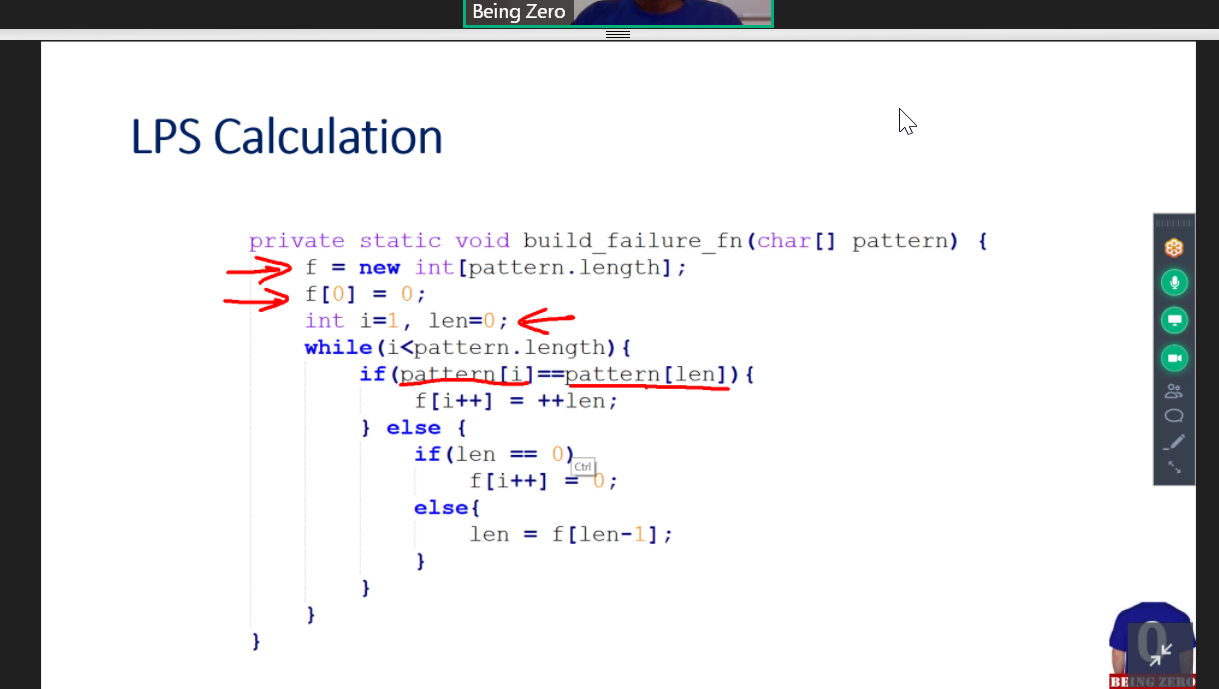 Being Zero
LPS Calculation
private static void build_failure_fn(char[] pattern) {
f = new int[pattern.length];
f[0] = 0;
int i=1, len=0;
while(i<pattern.length){
if(pattern[i]==pattern[len]){
f[i++] = ++len;
} else {
if(len == 0)
Ctrl
f[i++] = 0;
else{
len = f[len-1];
}
}
}
}
0
BEING ZERO